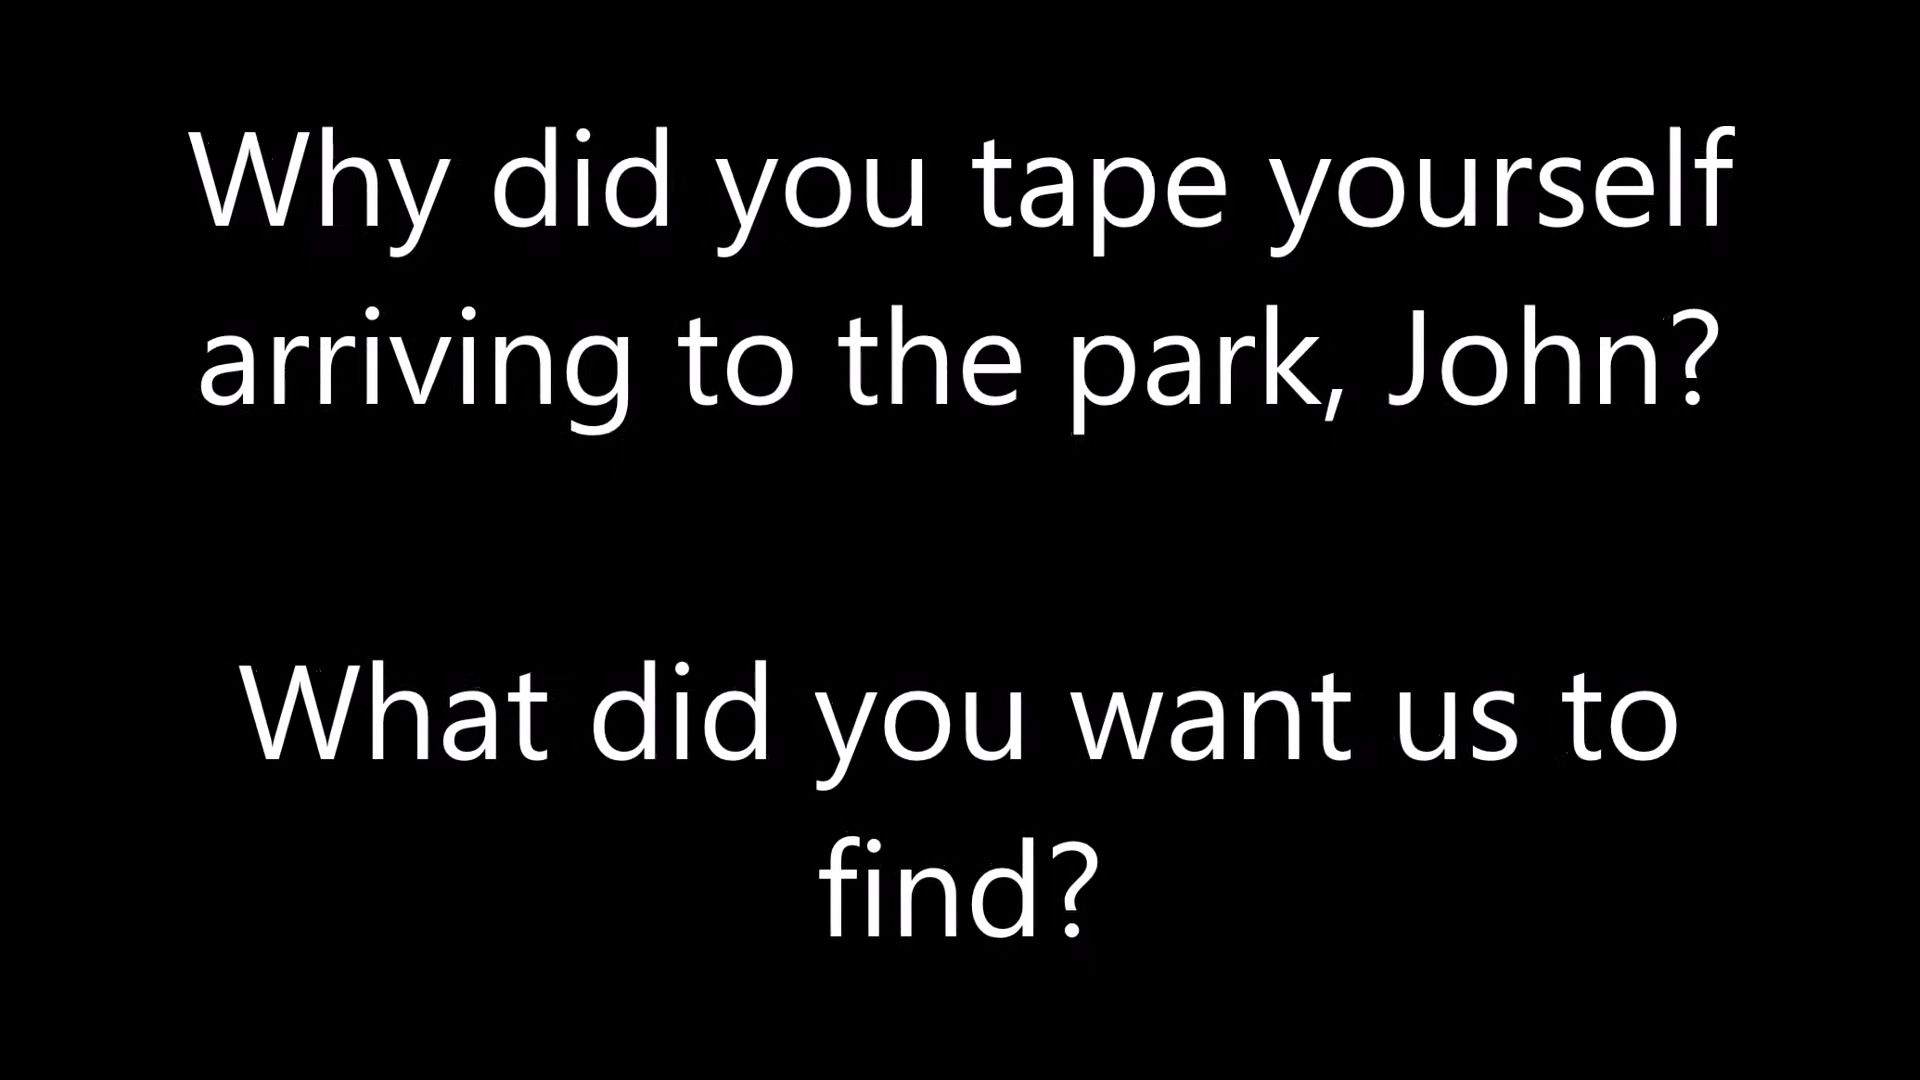 Why did you tape yourself
arriving to the park, John?
What did you want us to
find?